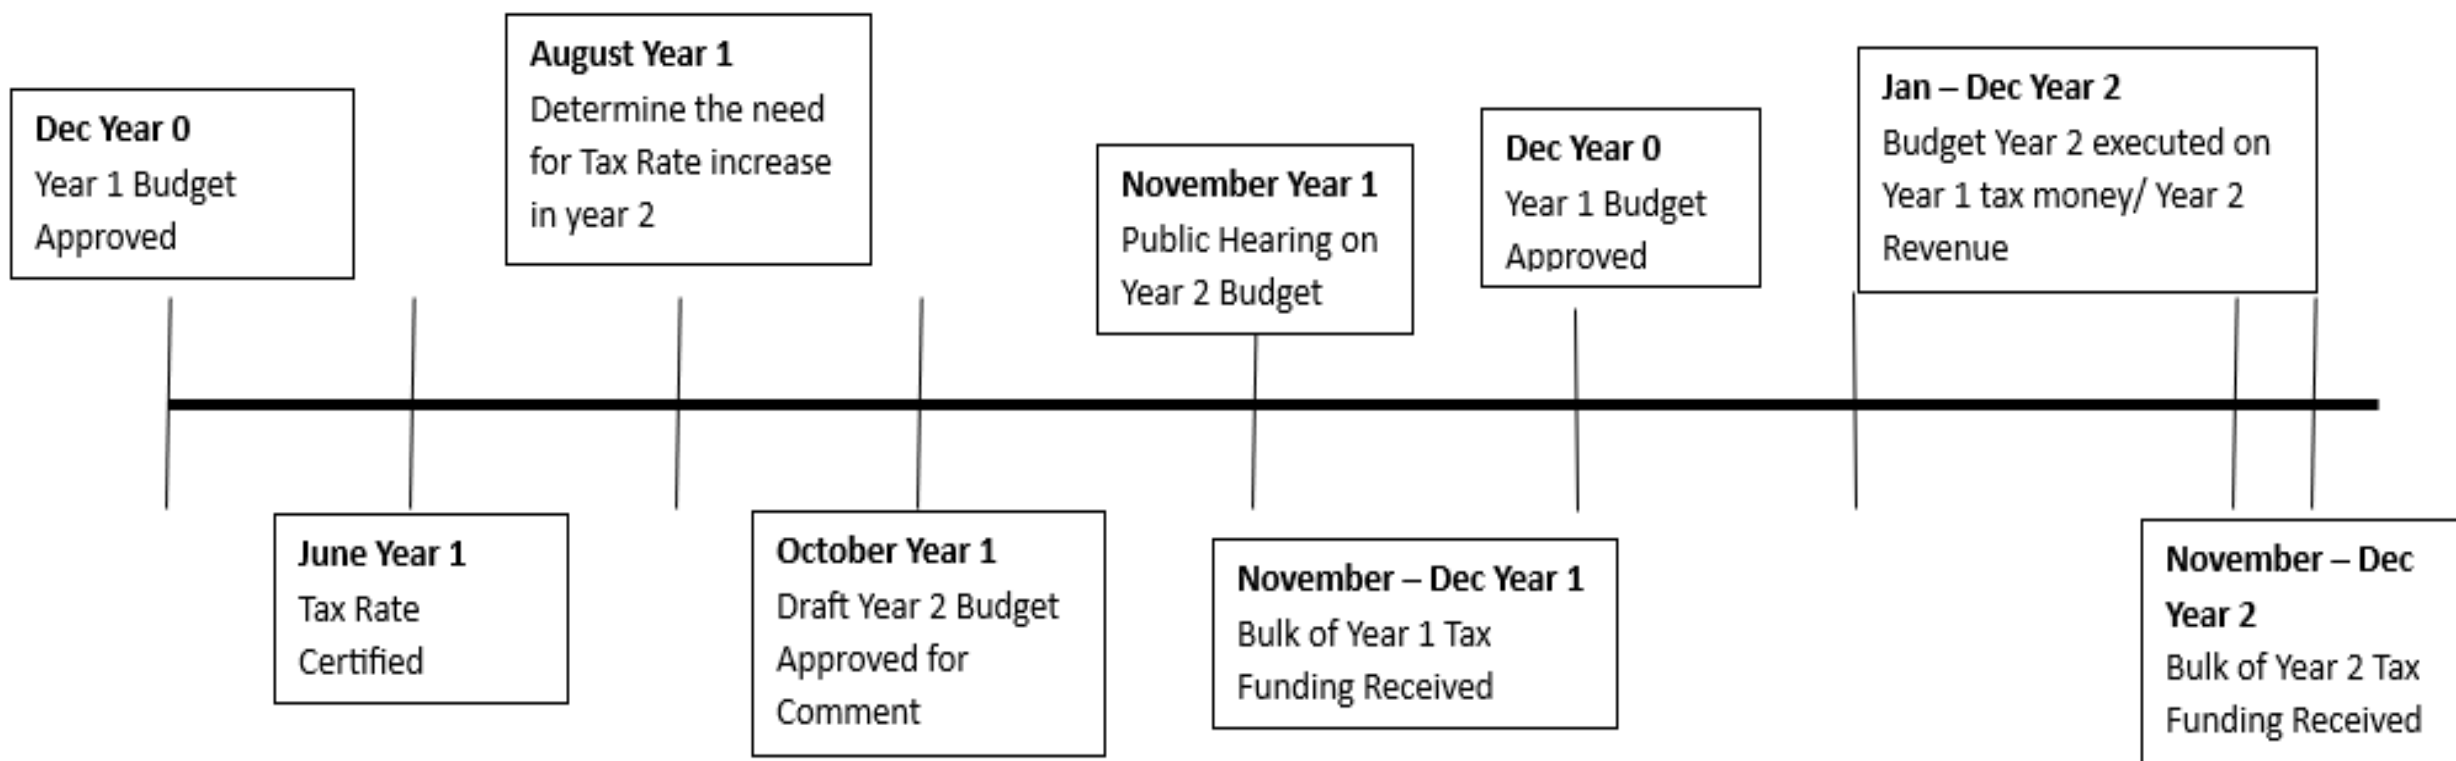 Dec Year 0
Year 1 Budget
Approved
June Year 1
Tax Rate
Certified
August Year 1
Determine the need
for Tax Rate increase
in year 2
October Year 1
Draft Year 2 Budget
Approved for
Comment
November Year 1
Public Hearing on
Year 2 Budget
November – Dec Year 1
Bulk of Year 1 Tax
Funding Received
Dec Year 0
Year 1 Budget
Approved
Jan – Dec Year 2
Budget Year 2 executed on
Year 1 tax money/ Year 2
Revenue
November – Dec
Year 2
Bulk of Year 2 Tax
Funding Received